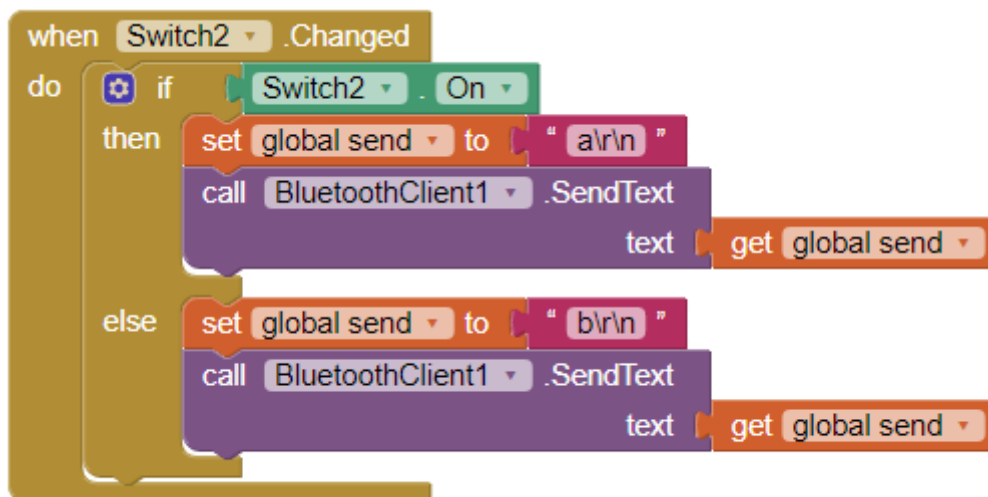 when Switch2 .Changed
do if Switch2 . On
then set global send to “ a\r\n ”
call BluetoothClient1 .SendText
text get global send
else set global send to “ b\r\n ”
call BluetoothClient1 .SendText
text get global send